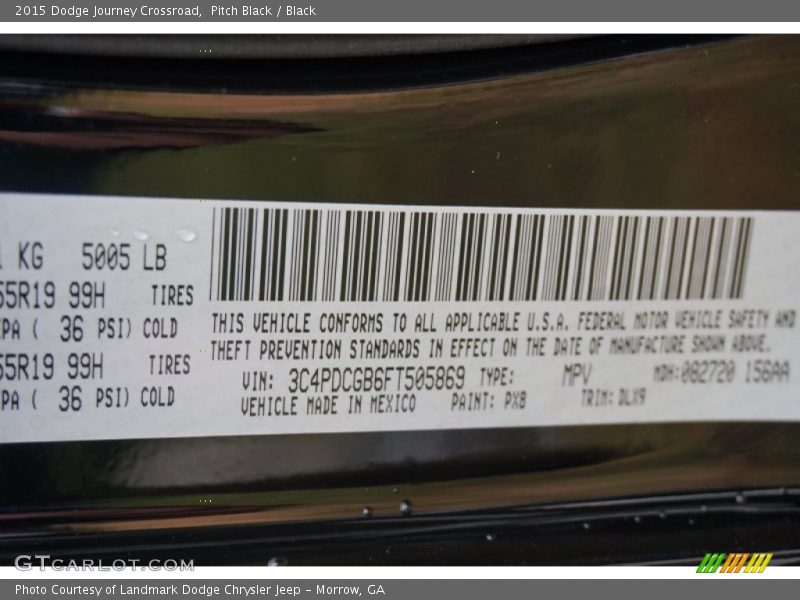 2015 Dodge Journey Crossroad, Pitch Black / Black
KG 5005 LB
55R19 99H TIRES
PA ( 36 PSI) COLD
55R19 99H TIRES
PA ( 36 PSI) COLD
THIS VEHICLE CONFORMS TO ALL APPLICABLE U.S.A. FEDERAL MOTOR VEHICLE SAFETY AND
THEFT PREVENTION STANDARDS IN EFFECT ON THE DATE OF MANUFACTURE SHOWN ABOVE.
VIN: 3C4PDCGB6FT505869 TYPE: MPV MDH: 082720 156AA
VEHICLE MADE IN MEXICO PAINT: PX8 TRIM: DLX9
GTCARLOT.COM
Photo Courtesy of Landmark Dodge Chrysler Jeep – Morrow, GA